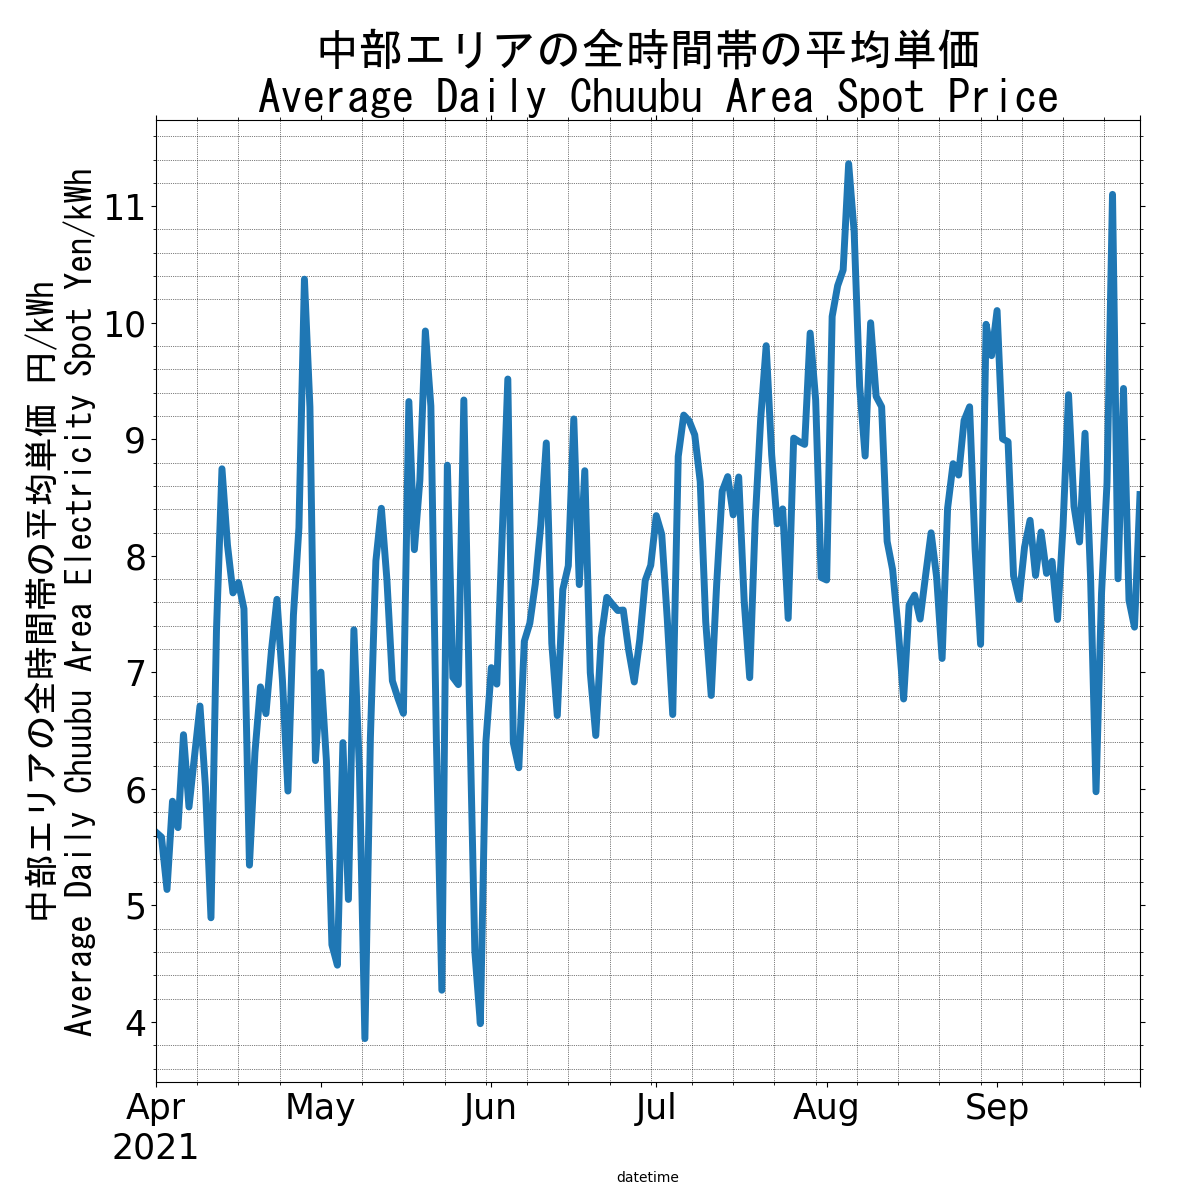 中部エリアの全時間帯の平均単価
Average Daily Chuubu Area Spot Price
中部エリアの全時間帯の平均単価 円/kWh
Average Daily Chuubu Area Electricity Spot Yen/kWh
11
10
9
8
7
6
5
4
Apr May Jun Jul Aug Sep
2021
datetime